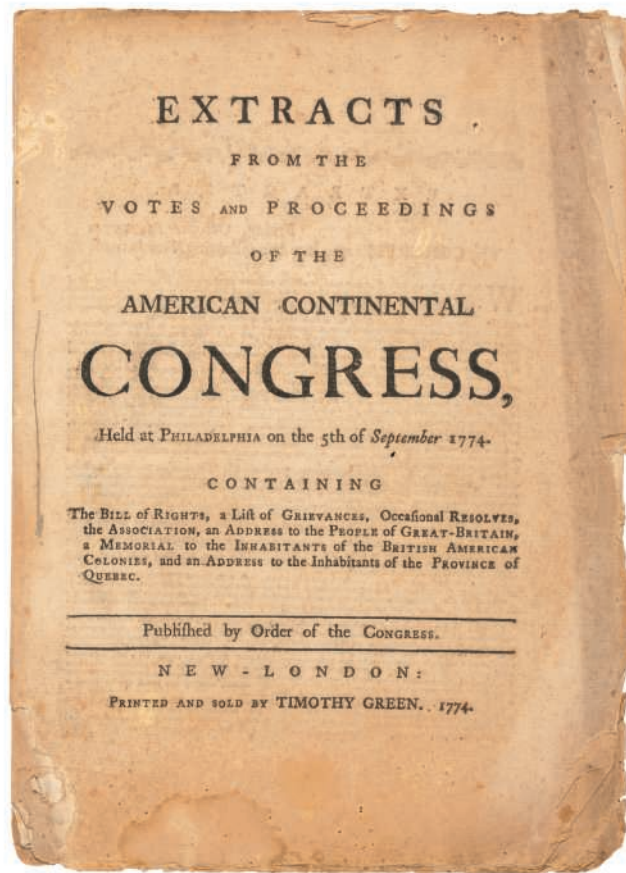 EXTRACTS
FROM THE
VOTES AND PROCEEDINGS
OF THE
AMERICAN CONTINENTAL
CONGRESS,
Held at PHILADELPHIA on the 5th of September 1774.
CONTAINING
The BILL of RIGHTS, a Liſt of GRIEVANCES, Occaſional RESOLVES,
the ASSOCIATION, an ADDRESS to the PEOPLE of GREAT-BRITAIN,
a MEMORIAL to the INHABITANTS of the BRITISH AMERICAN
COLONIES, and an ADDRESS to the Inhabitants of the PROVINCE of
QUEBEC.
Publiſhed by Order of the CONGRESS.
NEW-LONDON:
PRINTED AND SOLD BY TIMOTHY GREEN. 1774.